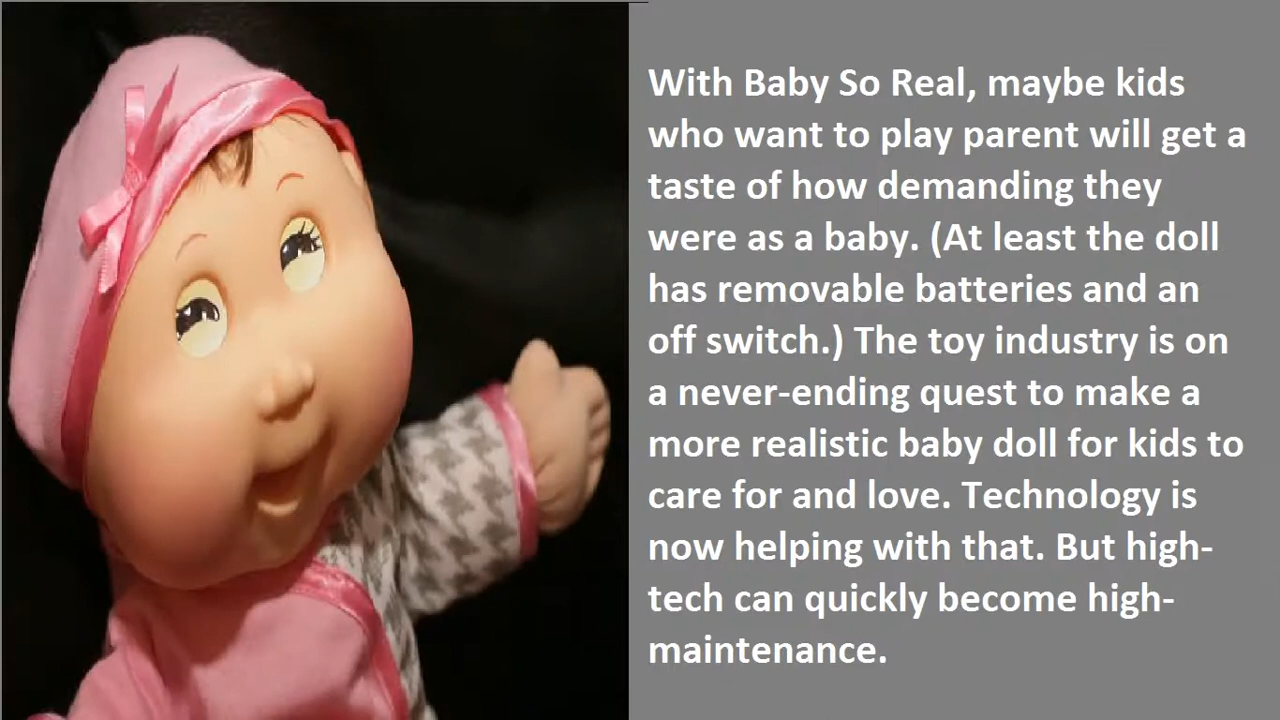 With Baby So Real, maybe kids
who want to play parent will get a
taste of how demanding they
were as a baby. (At least the doll
has removable batteries and an
off switch.) The toy industry is on
a never-ending quest to make a
more realistic baby doll for kids to
care for and love. Technology is
now helping with that. But high-
tech can quickly become high-
maintenance.